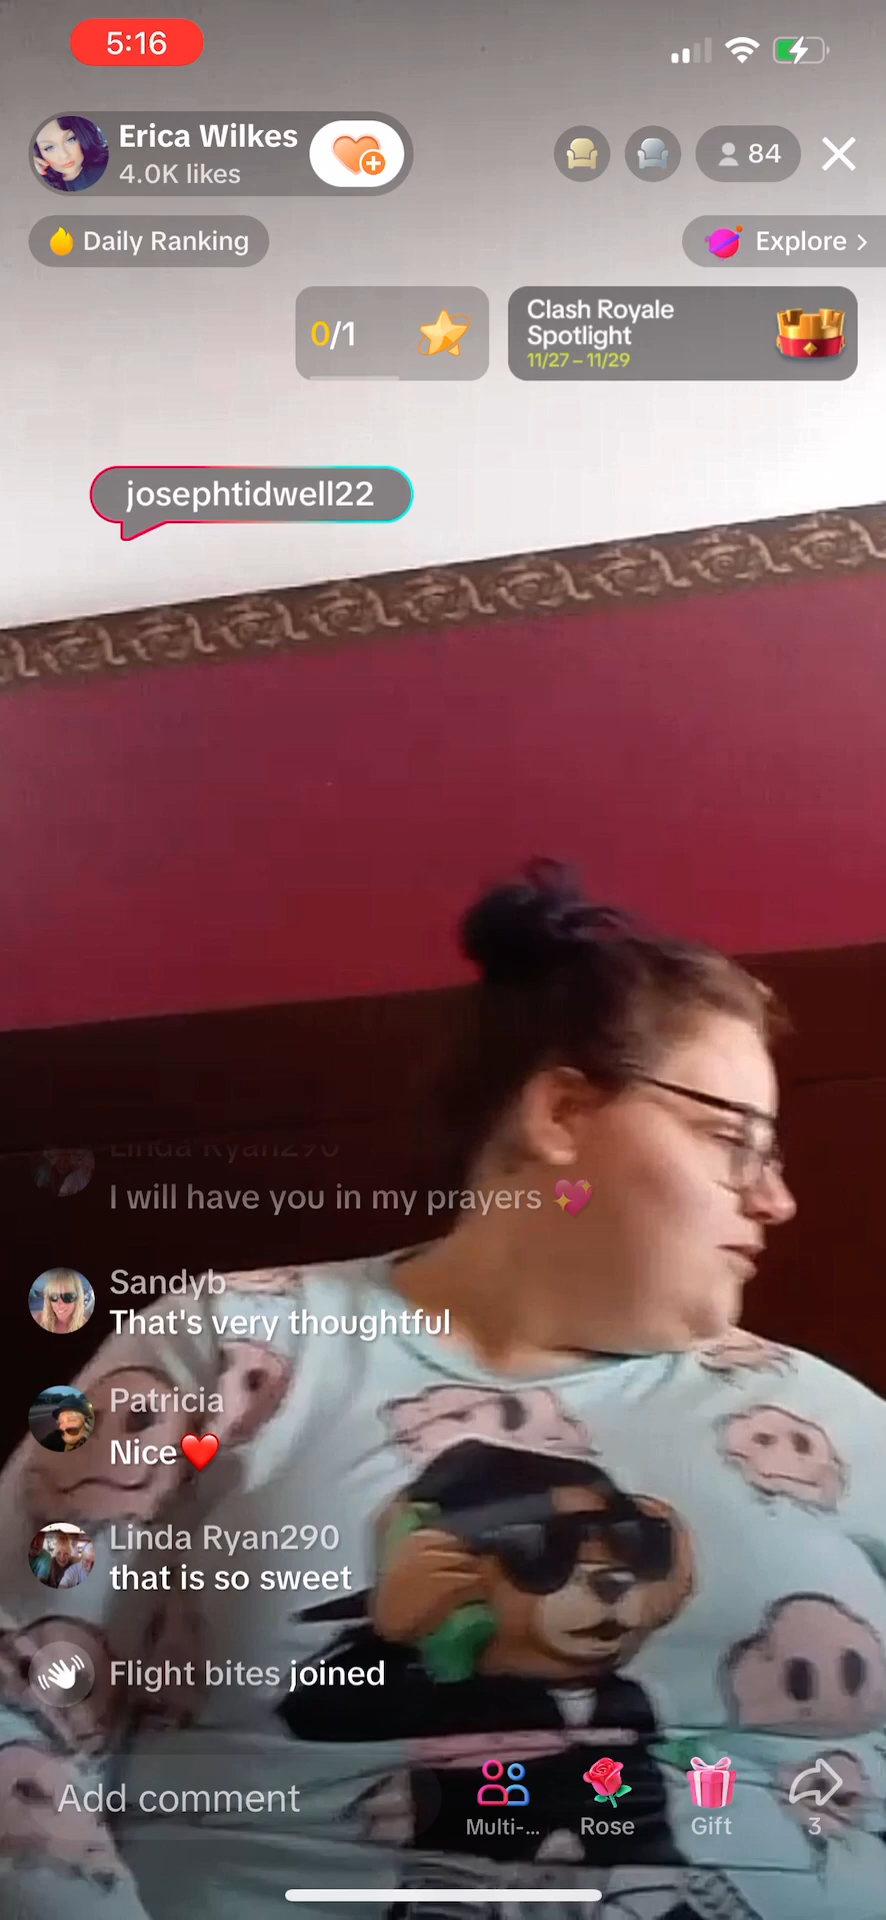 5:16
Erica Wilkes
4.0K likes
84
Daily Ranking
Explore >
0/1
Clash Royale
Spotlight
11/27 – 11/29
josephtidwell22
Linda Ryan290
I will have you in my prayers 💖
Sandyb
That's very thoughtful
Patricia
Nice❤️
Linda Ryan290
that is so sweet
Flight bites joined
Add comment
Multi-...
Rose
Gift
3